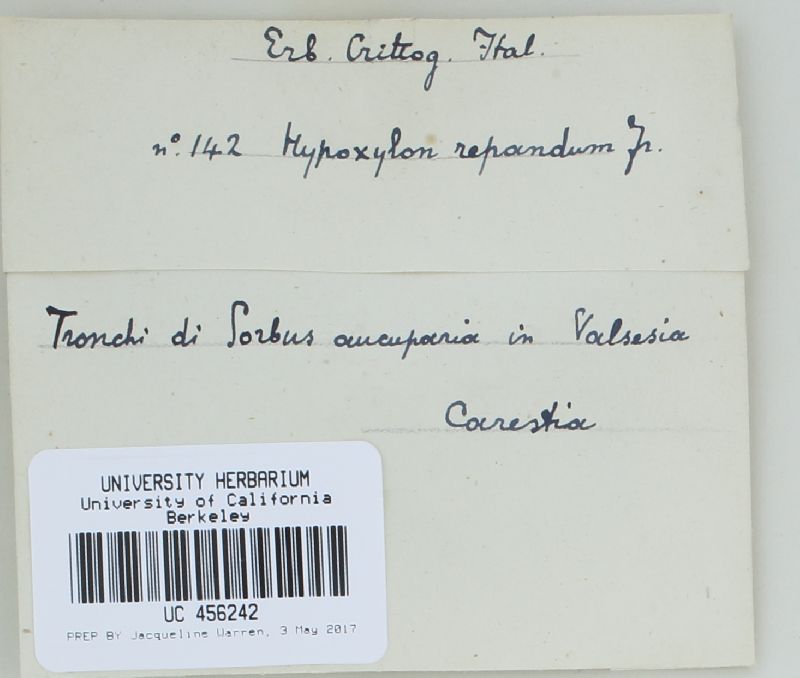 Erb. Crittog. Ital.
nº. 142 Hypoxylon repandum Fr.
Tronchi di Sorbus aucuparia in Valsesia
Carestia
UNIVERSITY HERBARIUM
University of California
Berkeley
UC 456242
PREP BY Jacqueline Warren, 3 May 2017